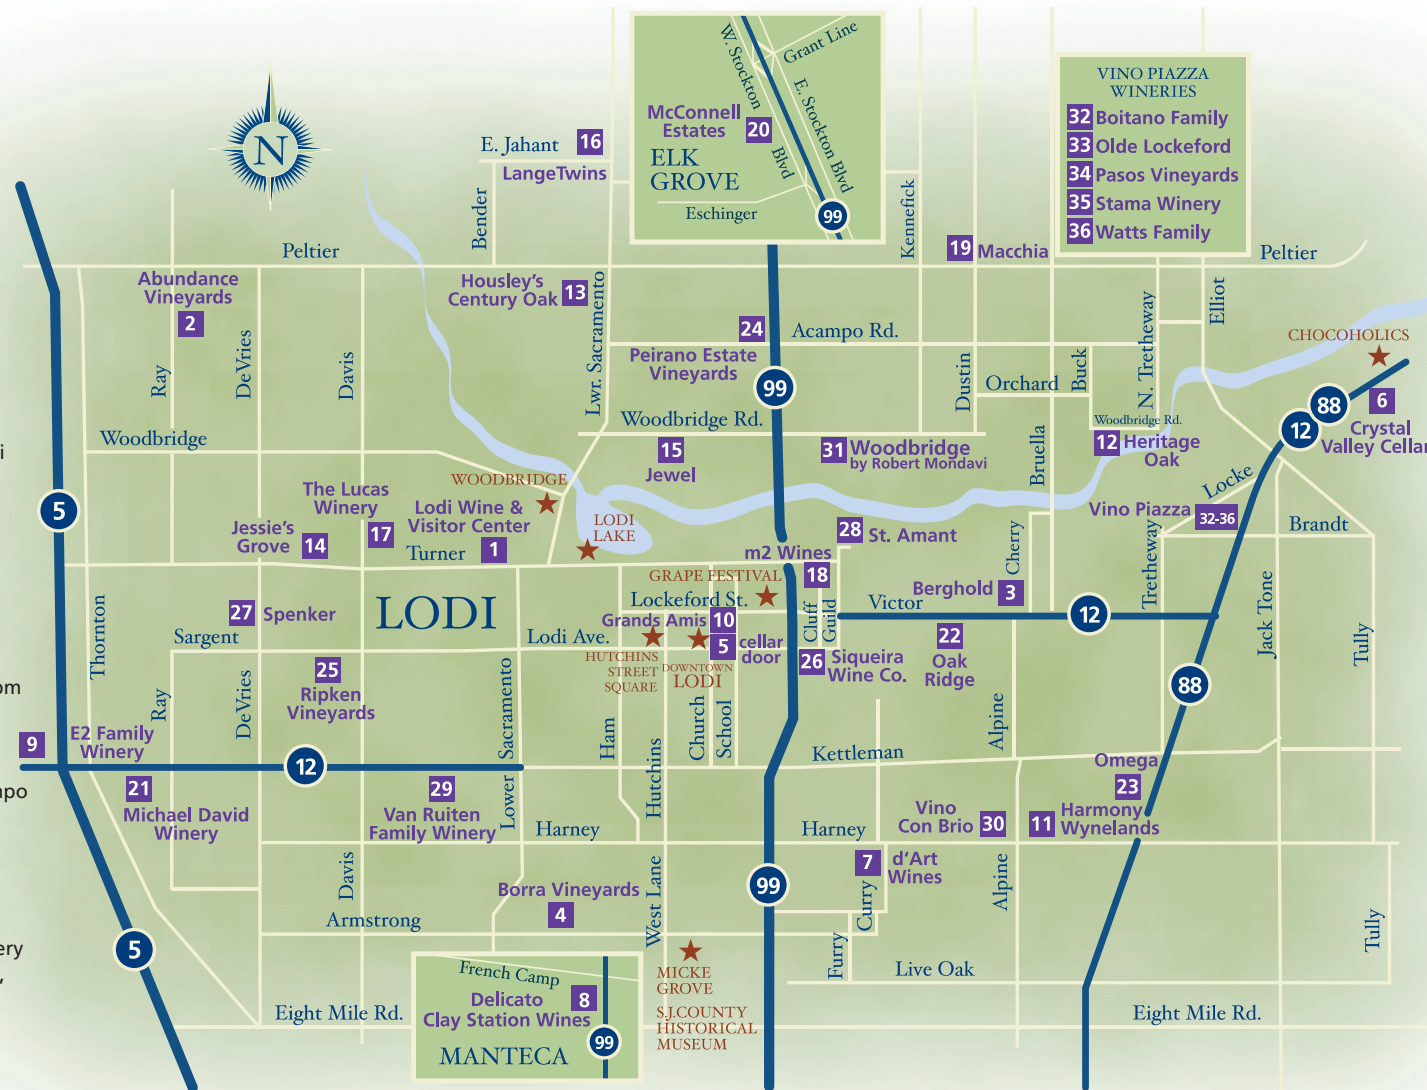 VINO PIAZZA
WINERIES
32 Boitano Family
33 Olde Lockeford
34 Pasos Vineyards
35 Stama Winery
36 Watts Family
W. Stockton
Blvd
Grant Line
E. Stockton Blvd
McConnell
Estates
20
ELK
GROVE
Eschinger
99
N
E. Jahant
16
LangeTwins
Bender
Kennefick
19 Macchia
Peltier
Peltier
Abundance
Vineyards
2
Housley's
Century Oak
13
Lwr. Sacramento
24
Acampo Rd.
Peirano Estate
Vineyards
99
Ray
DeVries
Davis
Dustin
Orchard
Buck
N. Tretheway
Elliot
CHOCOHOLICS
88
12
6
Crystal
Valley Cellar
Woodbridge
Woodbridge Rd.
Woodbridge Rd.
15
Jewel
31
Woodbridge
by Robert Mondavi
Bruella
12
Heritage
Oak
i
5
WOODBRIDGE
LODI
LAKE
The Lucas
Winery
17
Lodi Wine &
Visitor Center
1
Jessie's
Grove
14
Turner
Locke
Vino Piazza
32-36
Brandt
28
St. Amant
m2 Wines
18
Cherry
Tretheway
GRAPE FESTIVAL
Lockeford St.
Berghold
3
Victor
12
Cluff
Guild
Thornton
27
Spenker
LODI
Sargent
Lodi Ave.
Grands Amis
10
5
cellar
door
HUTCHINS
STREET
SQUARE
DOWNTOWN
LODI
26
Siqueira
Wine Co.
22
Oak
Ridge
Jack Tone
Tully
25
Ripken
Vineyards
88
om
Ray
DeVries
Lower Sacramento
Ham
Hutchins
Church
School
Alpine
Kettleman
9
E2 Family
Winery
12
21
Michael David
Winery
29
Van Ruiten
Family Winery
npo
Harney
Harney
Omega
23
Vino
Con Brio
30
11
Harmony
Wynelands
7
d'Art
Wines
Davis
West Lane
99
Curry
Alpine
Borra Vineyards
4
Armstrong
5
ery
,
Furry
Live Oak
Tully
French Camp
Delicato
Clay Station Wines
8
99
MANTECA
MICKE
GROVE
S.J.COUNTY
HISTORICAL
MUSEUM
Eight Mile Rd.
Eight Mile Rd.